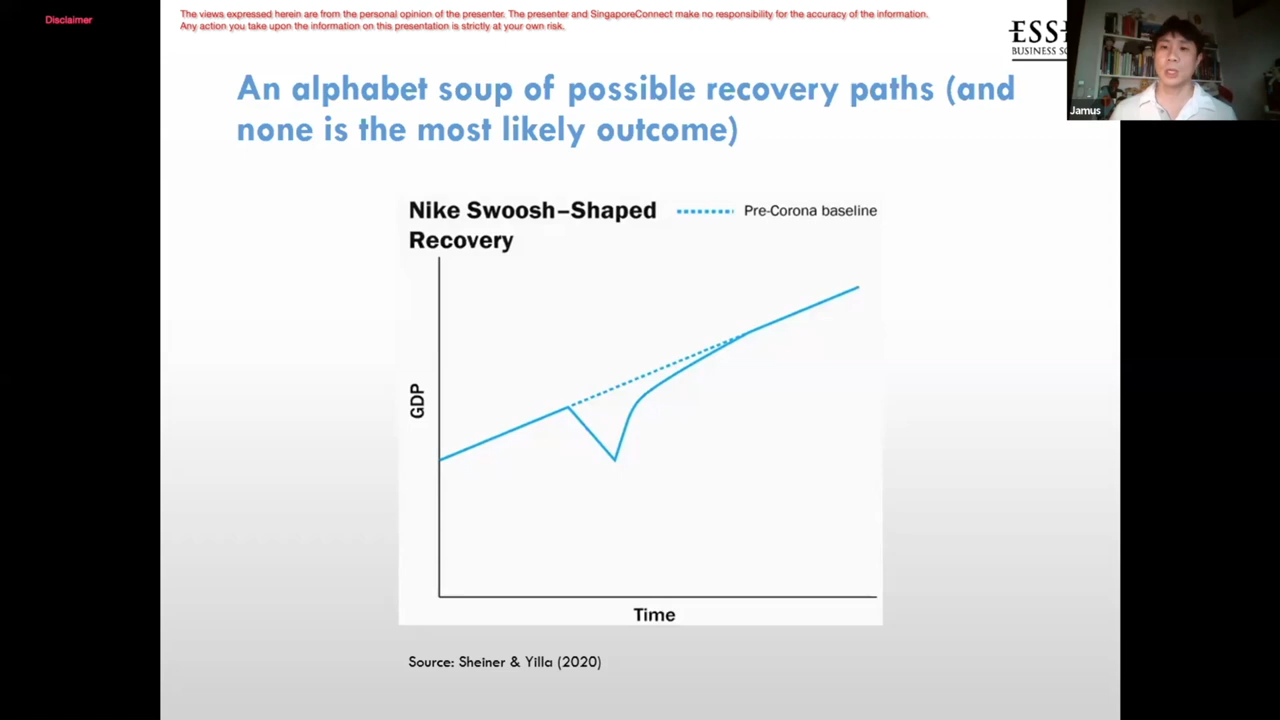 Disclaimer
The views expressed herein are from the personal opinion of the presenter. The presenter and SingaporeConnect make no responsibility for the accuracy of the information.
Any action you take upon the information on this presentation is strictly at your own risk.
BUSINESS
Jamus
An alphabet soup of possible recovery paths (and
none is the most likely outcome)
Nike Swoosh–Shaped
Recovery
Pre-Corona baseline
GDP
Time
Source: Sheiner & Yilla (2020)